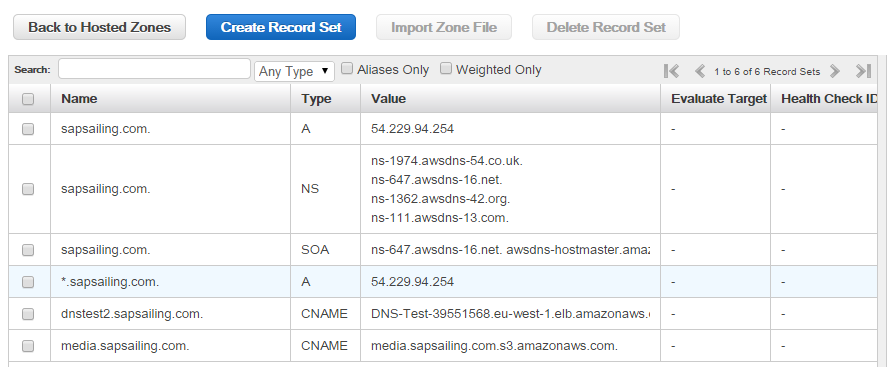 Back to Hosted Zones Create Record Set Import Zone File Delete Record Set
Search: Any Type Aliases Only Weighted Only 1 to 6 of 6 Record Sets
Name Type Value Evaluate Target Health Check ID
sapsailing.com. A 54.229.94.254 - -
ns-1974.awsdns-54.co.uk.
ns-647.awsdns-16.net.
sapsailing.com. NS - -
ns-1362.awsdns-42.org.
ns-111.awsdns-13.com.
sapsailing.com. SOA ns-647.awsdns-16.net. awsdns-hostmaster.amaz - -
*.sapsailing.com. A 54.229.94.254 - -
dnstest2.sapsailing.com. CNAME DNS-Test-39551568.eu-west-1.elb.amazonaws. - -
media.sapsailing.com. CNAME media.sapsailing.com.s3.amazonaws.com. - -